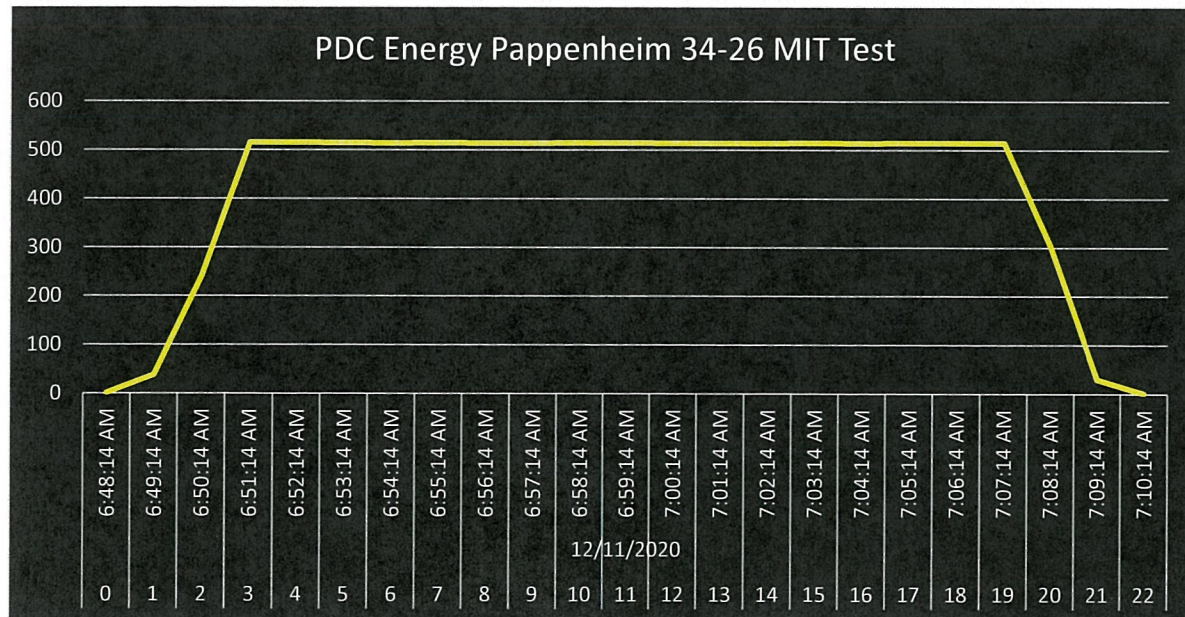 PDC Energy Pappenheim 34-26 MIT Test
600
500
400
300
200
100
0
6:48:14 AM
6:49:14 AM
6:50:14 AM
6:51:14 AM
6:52:14 AM
6:53:14 AM
6:54:14 AM
6:55:14 AM
6:56:14 AM
6:57:14 AM
6:58:14 AM
6:59:14 AM
7:00:14 AM
7:01:14 AM
7:02:14 AM
7:03:14 AM
7:04:14 AM
7:05:14 AM
7:06:14 AM
7:07:14 AM
7:08:14 AM
7:09:14 AM
7:10:14 AM
12/11/2020
0 1 2 3 4 5 6 7 8 9 10 11 12 13 14 15 16 17 18 19 20 21 22